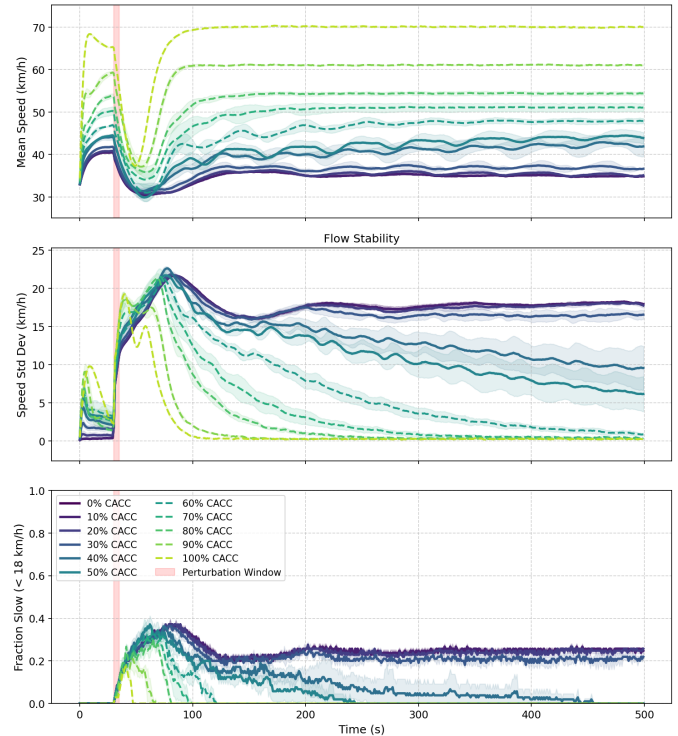 Mean Speed (km/h)
70
60
50
40
30
Flow Stability
Speed Std Dev (km/h)
25
20
15
10
5
0
Fraction Slow (< 18 km/h)
1.0
0.8
0.6
0.4
0.2
0.0
0% CACC
10% CACC
20% CACC
30% CACC
40% CACC
50% CACC
60% CACC
70% CACC
80% CACC
90% CACC
100% CACC
Perturbation Window
0 100 200 300 400 500
Time (s)